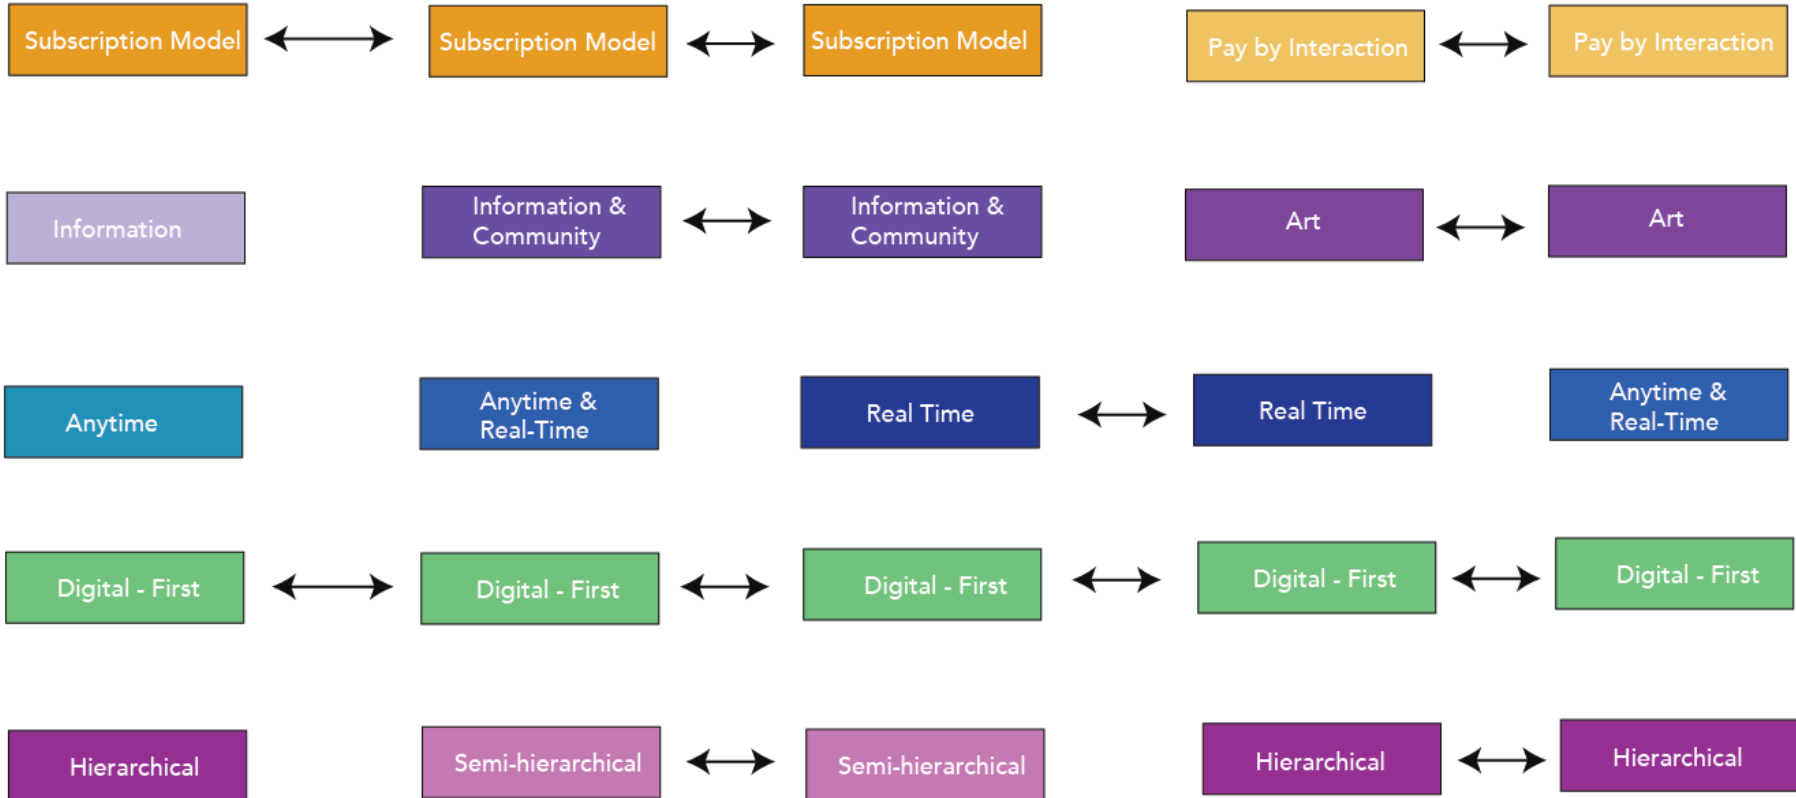 Subscription Model
Subscription Model
Subscription Model
Pay by Interaction
Pay by Interaction
Information
Information &
Community
Information &
Community
Art
Art
Anytime
Anytime &
Real-Time
Real Time
Real Time
Anytime &
Real-Time
Digital - First
Digital - First
Digital - First
Digital - First
Digital - First
Hierarchical
Semi-hierarchical
Semi-hierarchical
Hierarchical
Hierarchical